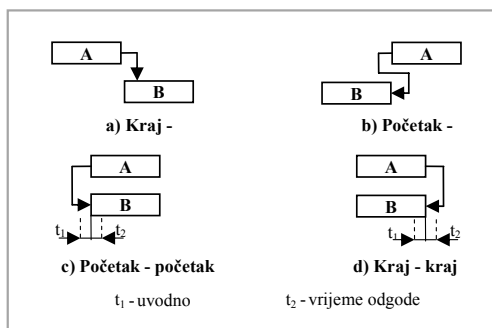 A
B
a) Kraj -
A
B
b) Početak -
A
B
t1 t2
c) Početak - početak
A
B
t1 t2
d) Kraj - kraj
t1 - uvodno
t2 - vrijeme odgode